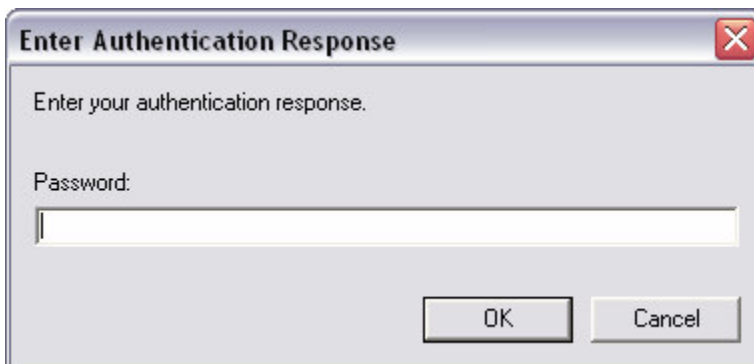 Enter Authentication Response
Enter your authentication response.
Password:
OK Cancel